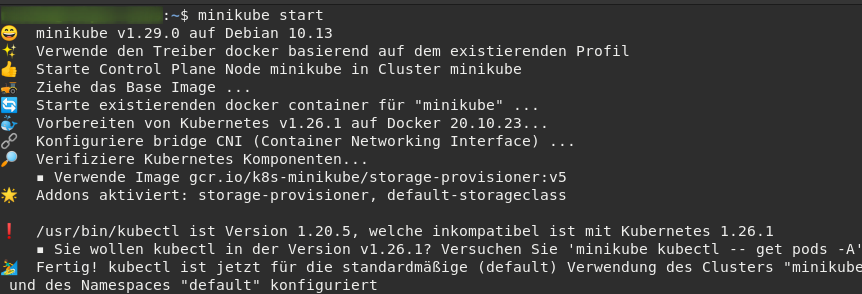 :~$ minikube start
minikube v1.29.0 auf Debian 10.13
Verwende den Treiber docker basierend auf dem existierenden Profil
Starte Control Plane Node minikube in Cluster minikube
Ziehe das Base Image ...
Starte existierenden docker container für "minikube" ...
Vorbereiten von Kubernetes v1.26.1 auf Docker 20.10.23...
Konfiguriere bridge CNI (Container Networking Interface) ...
Verifiziere Kubernetes Komponenten...
▪ Verwende Image gcr.io/k8s-minikube/storage-provisioner:v5
Addons aktiviert: storage-provisioner, default-storageclass
❗ /usr/bin/kubectl ist Version 1.20.5, welche inkompatibel ist mit Kubernetes 1.26.1
▪ Sie wollen kubectl in der Version v1.26.1? Versuchen Sie 'minikube kubectl -- get pods -A'
Fertig! kubectl ist jetzt für die standardmäßige (default) Verwendung des Clusters "minikube
und des Namespaces "default" konfiguriert